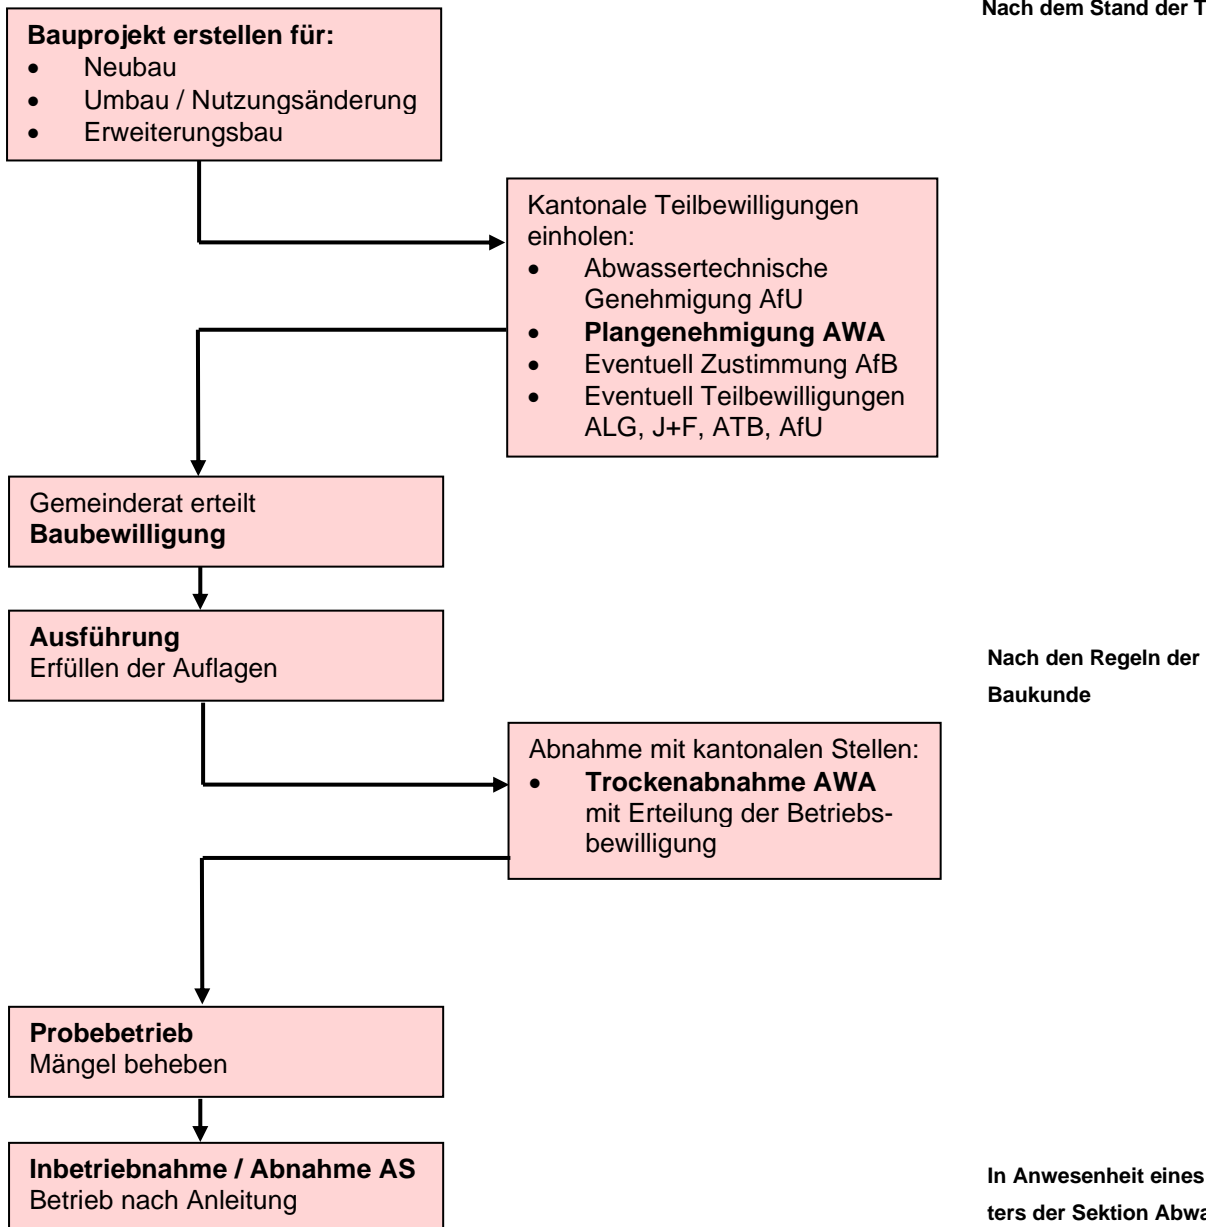 Nach dem Stand der T
Bauprojekt erstellen für:
• Neubau
• Umbau / Nutzungsänderung
• Erweiterungsbau
Kantonale Teilbewilligungen
einholen:
• Abwassertechnische
Genehmigung AfU
• Plangenehmigung AWA
• Eventuell Zustimmung AfB
• Eventuell Teilbewilligungen
ALG, J+F, ATB, AfU
Gemeinderat erteilt
Baubewilligung
Ausführung
Erfüllen der Auflagen
Nach den Regeln der
Baukunde
Abnahme mit kantonalen Stellen:
• Trockenabnahme AWA
mit Erteilung der Betriebs-
bewilligung
Probebetrieb
Mängel beheben
Inbetriebnahme / Abnahme AS
Betrieb nach Anleitung
In Anwesenheit eines
ters der Sektion Abwa